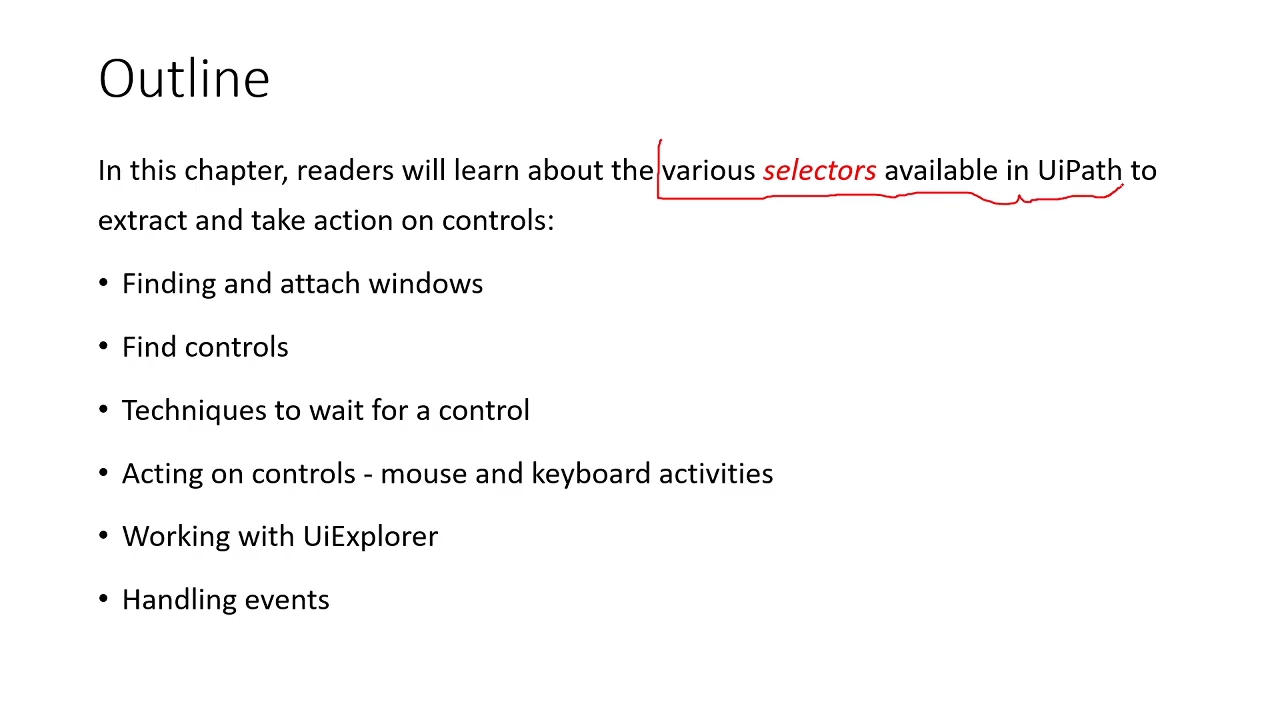 Outline
In this chapter, readers will learn about the various selectors available in UiPath to
extract and take action on controls:
• Finding and attach windows
• Find controls
• Techniques to wait for a control
• Acting on controls - mouse and keyboard activities
• Working with UiExplorer
• Handling events